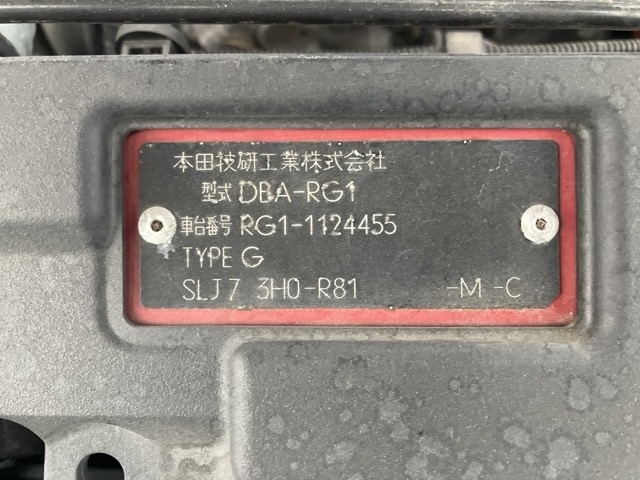 本田技研工業株式会社
型式 DBA-RG1
車台番号 RG1-1124455
TYPE G
SLJ7 3H0-R81 -M -C